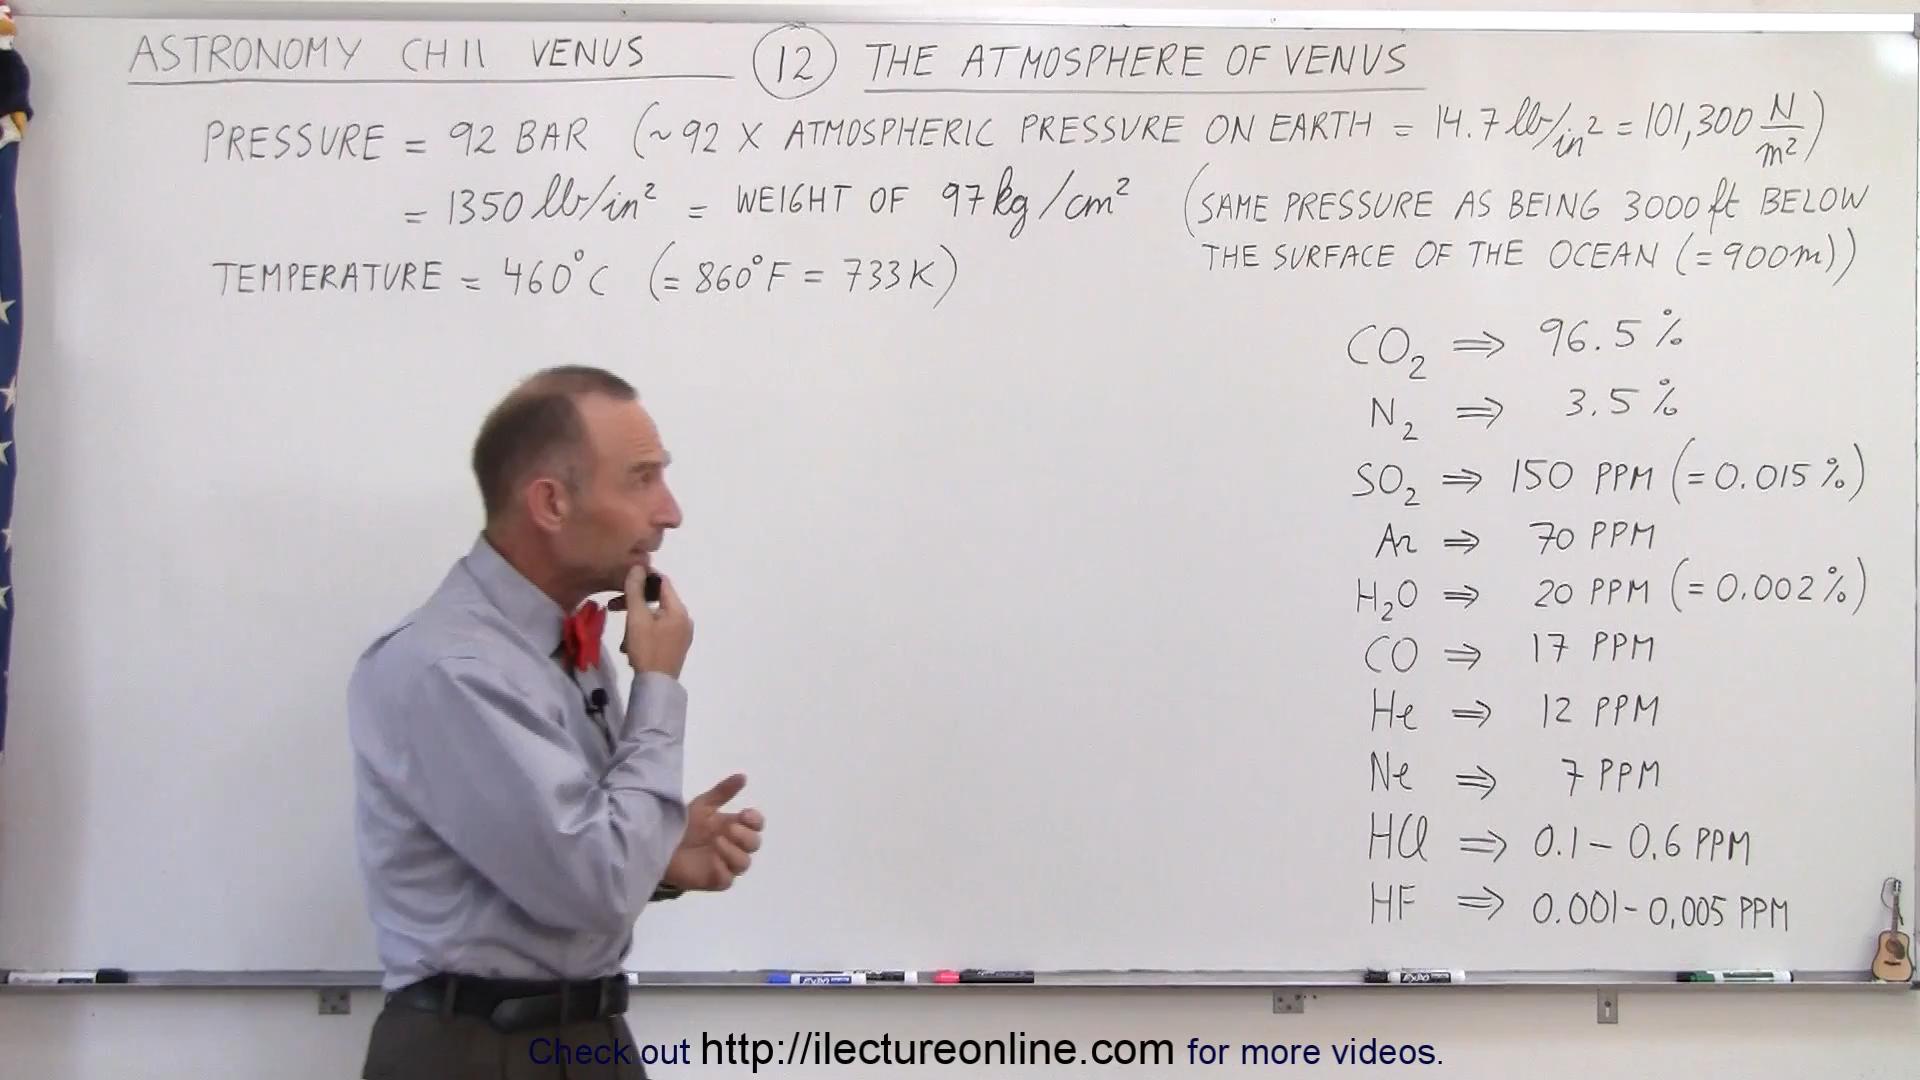 ASTRONOMY CH 11 VENUS 12 THE ATMOSPHERE OF VENUS
PRESSURE = 92 BAR (~92 X ATMOSPHERIC PRESSURE ON EARTH = 14.7 lb/in² = 101,300 N/m²)
= 1350 lb/in² = WEIGHT OF 97 kg/cm² (SAME PRESSURE AS BEING 3000 ft BELOW
THE SURFACE OF THE OCEAN (=900m))
TEMPERATURE = 460°C (= 860°F = 733K)
CO₂ ⇒ 96.5%
N₂ ⇒ 3.5%
SO₂ ⇒ 150 PPM (=0.015%)
Ar ⇒ 70 PPM
H₂O ⇒ 20 PPM (=0.002%)
CO ⇒ 17 PPM
He ⇒ 12 PPM
Ne ⇒ 7 PPM
HCl ⇒ 0.1 – 0.6 PPM
HF ⇒ 0.001 – 0,005 PPM
Check out http://ilectureonline.com for more videos.